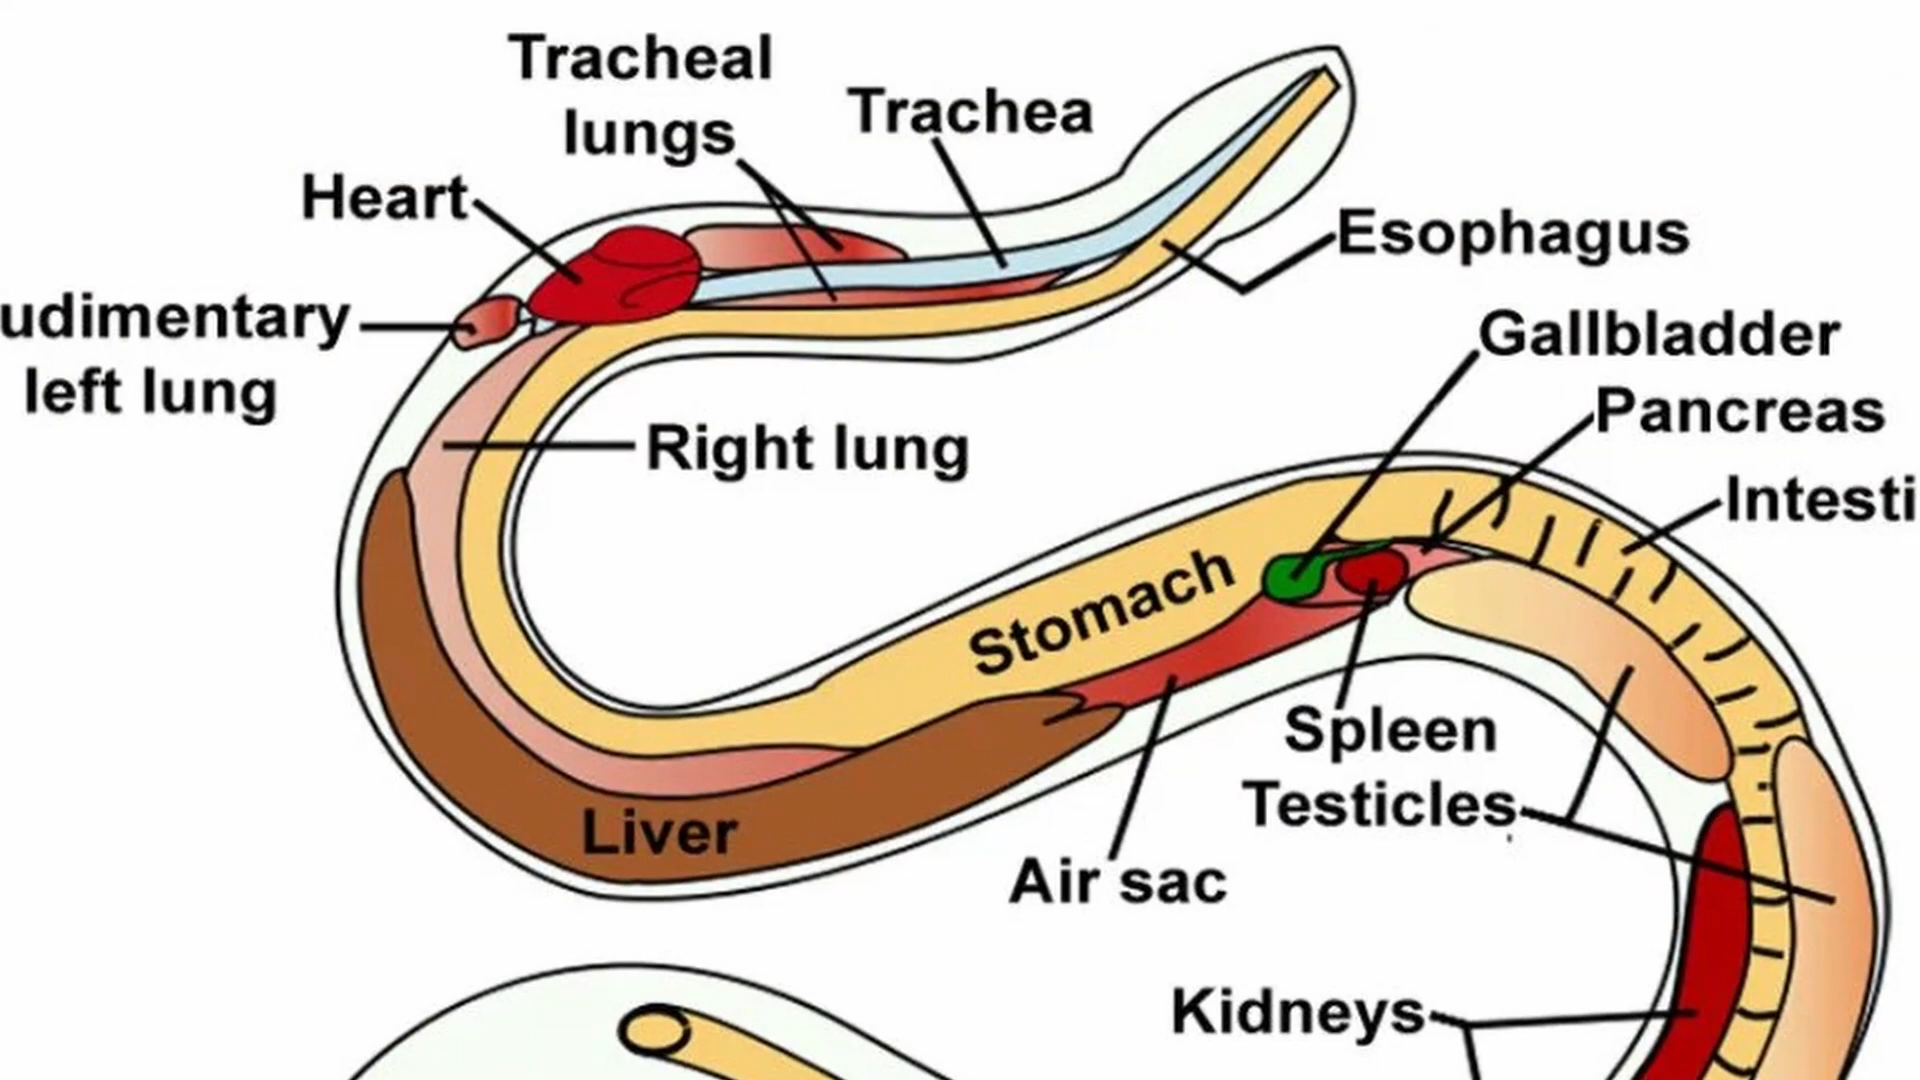 Tracheal
lungs
Trachea
Heart
Esophagus
udimentary
left lung
Gallbladder
Pancreas
Right lung
Intesti
Stomach
Spleen
Testicles
Liver
Air sac
Kidneys